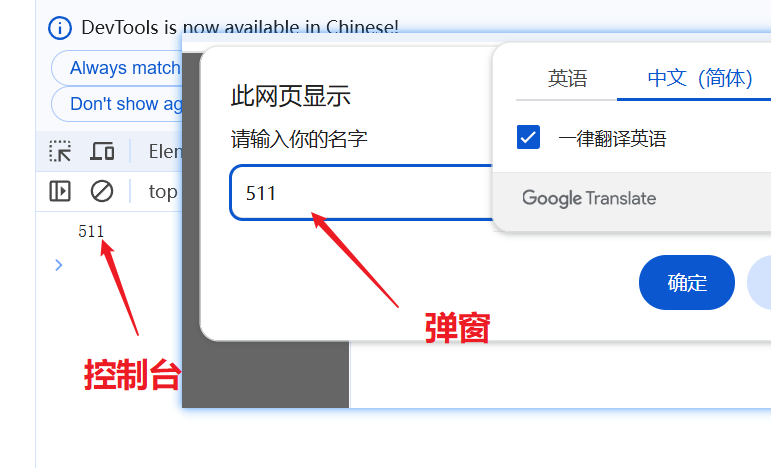 DevTools is now available in Chinese!
Always match
Don't show ag
Elen
top
511
控制台
此网页显示
请输入你的名字
511
弹窗
确定
英语
中文（简体）
一律翻译英语
Google Translate